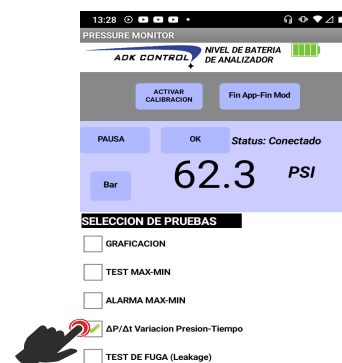 13:28
PRESSURE MONITOR
ADK CONTROL
NIVEL DE BATERIA
DE ANALIZADOR
ACTIVAR
CALIBRACION
Fin App-Fin Mod
PAUSA
OK
Status: Conectado
Bar
62.3
PSI
SELECCION DE PRUEBAS
GRAFICACION
TEST MAX-MIN
ALARMA MAX-MIN
ΔP/Δt Variacion Presion-Tiempo
TEST DE FUGA (Leakage)